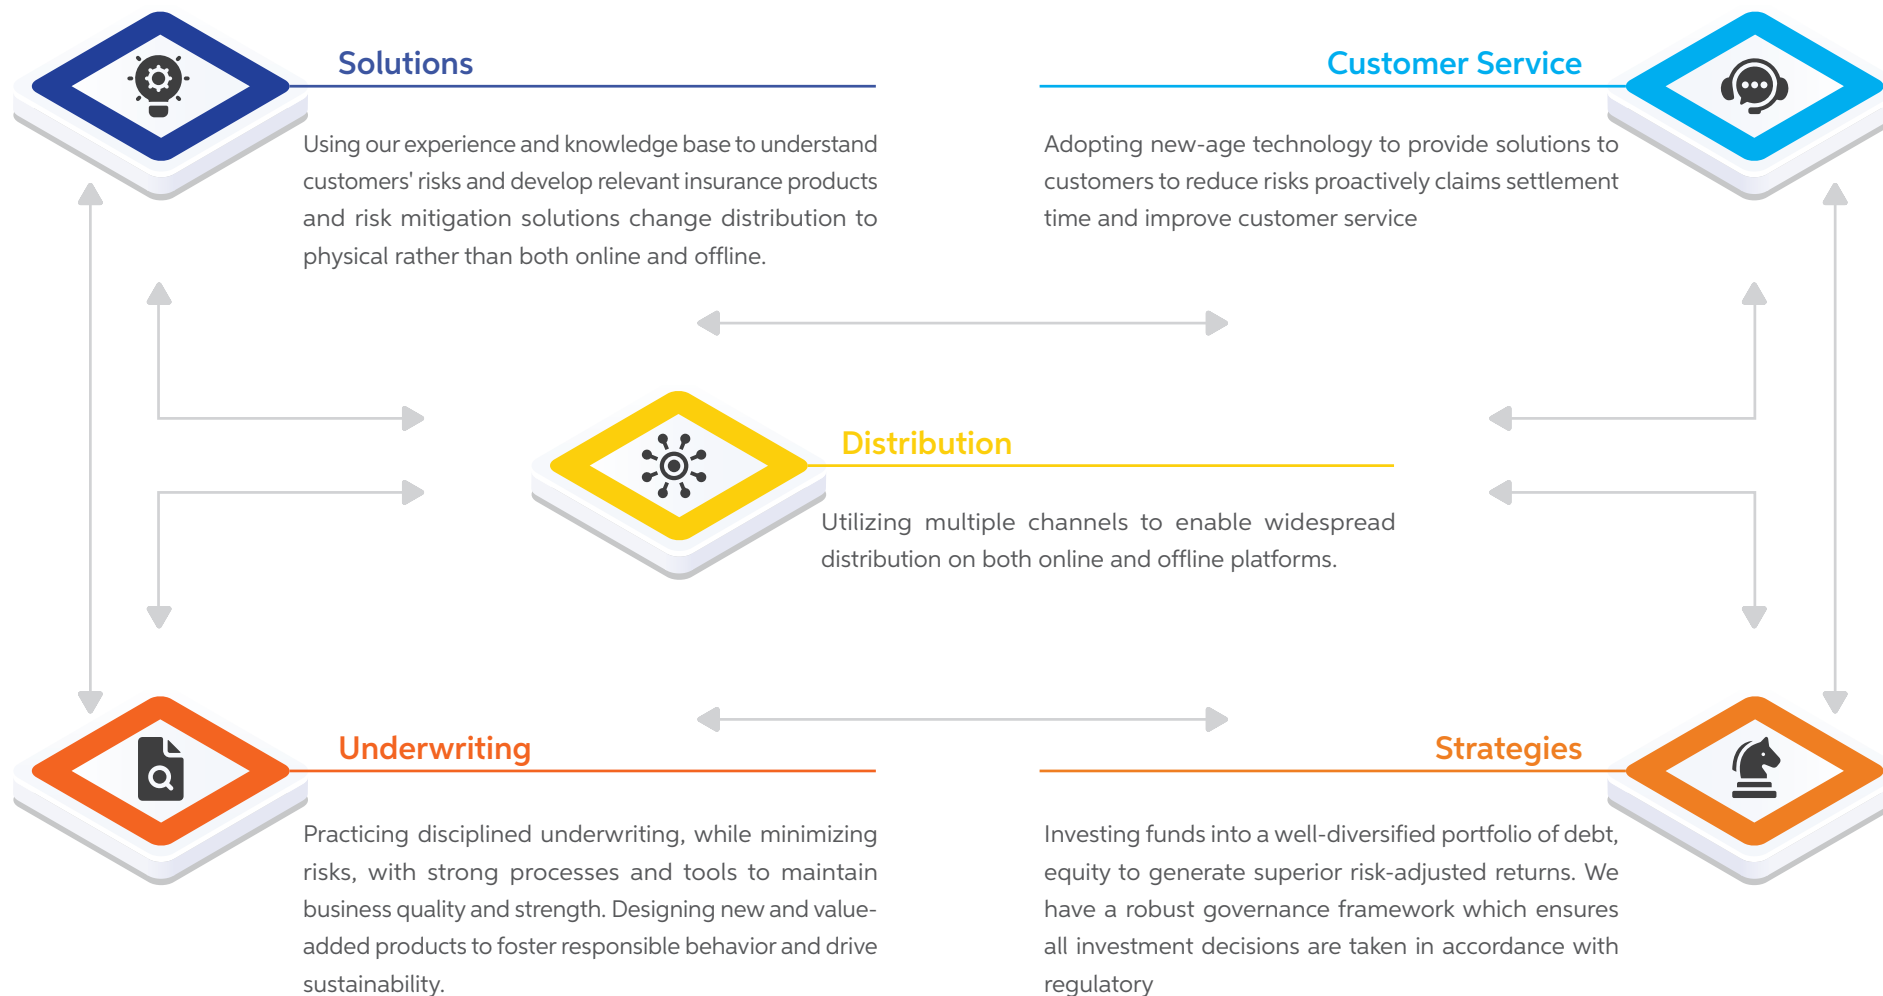 Solutions
Using our experience and knowledge base to understand
customers' risks and develop relevant insurance products
and risk mitigation solutions change distribution to
physical rather than both online and offline.
Customer Service
Adopting new-age technology to provide solutions to
customers to reduce risks proactively claims settlement
time and improve customer service
Distribution
Utilizing multiple channels to enable widespread
distribution on both online and offline platforms.
Underwriting
Practicing disciplined underwriting, while minimizing
risks, with strong processes and tools to maintain
business quality and strength. Designing new and value-
added products to foster responsible behavior and drive
sustainability.
Strategies
Investing funds into a well-diversified portfolio of debt,
equity to generate superior risk-adjusted returns. We
have a robust governance framework which ensures
all investment decisions are taken in accordance with
regulatory